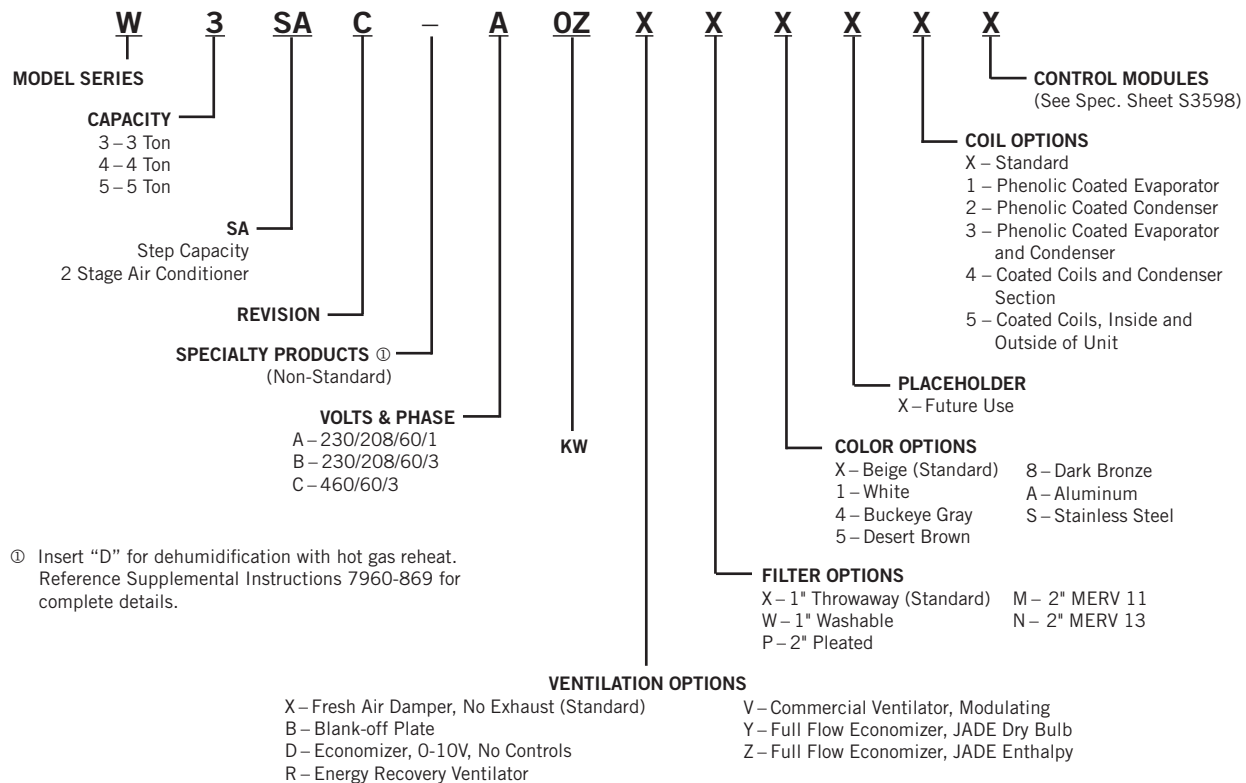 W 3 SA C – A 0Z X X X X X X
MODEL SERIES
CAPACITY
3 – 3 Ton
4 – 4 Ton
5 – 5 Ton
SA
Step Capacity
2 Stage Air Conditioner
REVISION
SPECIALTY PRODUCTS ①
(Non-Standard)
VOLTS & PHASE
A – 230/208/60/1
B – 230/208/60/3
C – 460/60/3
KW
CONTROL MODULES
(See Spec. Sheet S3598)
COIL OPTIONS
X – Standard
1 – Phenolic Coated Evaporator
2 – Phenolic Coated Condenser
3 – Phenolic Coated Evaporator
and Condenser
4 – Coated Coils and Condenser
Section
5 – Coated Coils, Inside and
Outside of Unit
PLACEHOLDER
X – Future Use
COLOR OPTIONS
X – Beige (Standard)
1 – White
4 – Buckeye Gray
5 – Desert Brown
8 – Dark Bronze
A – Aluminum
S – Stainless Steel
① Insert “D” for dehumidification with hot gas reheat.
Reference Supplemental Instructions 7960-869 for
complete details.
FILTER OPTIONS
X – 1" Throwaway (Standard)
W – 1" Washable
P – 2" Pleated
M – 2" MERV 11
N – 2" MERV 13
VENTILATION OPTIONS
X – Fresh Air Damper, No Exhaust (Standard)
B – Blank-off Plate
D – Economizer, 0-10V, No Controls
R – Energy Recovery Ventilator
V – Commercial Ventilator, Modulating
Y – Full Flow Economizer, JADE Dry Bulb
Z – Full Flow Economizer, JADE Enthalpy